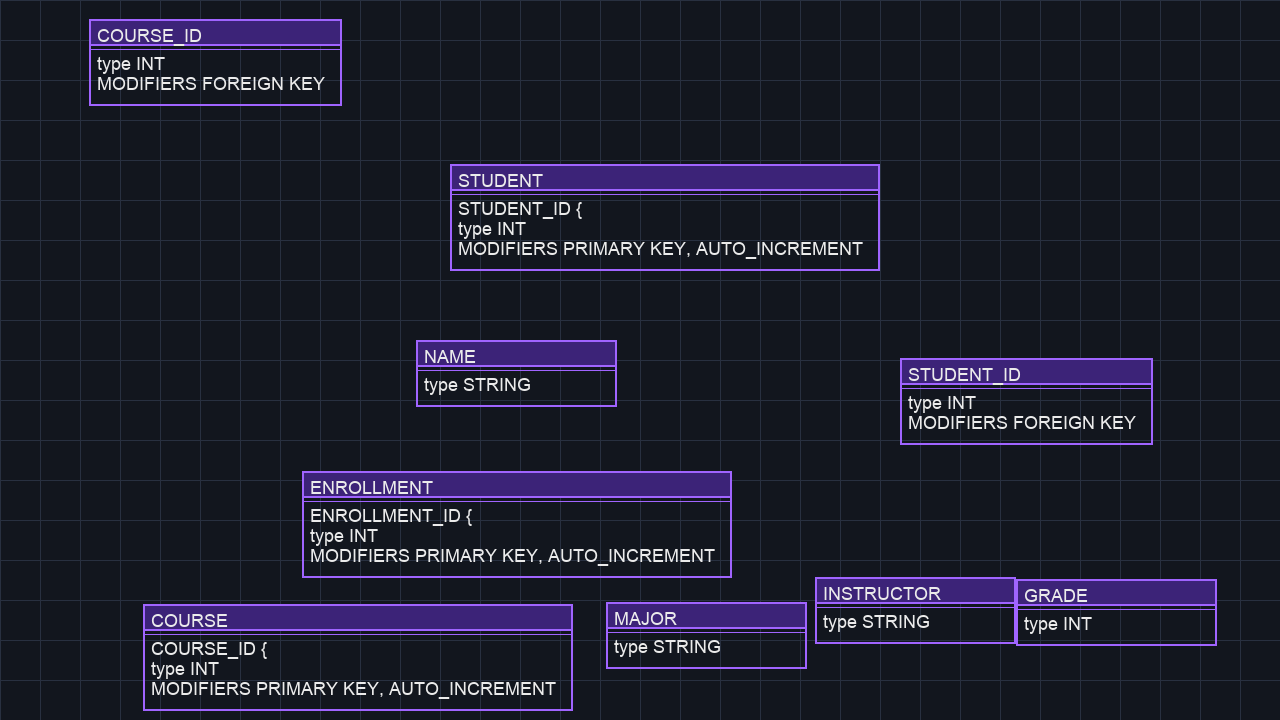 COURSE_ID
type INT
MODIFIERS FOREIGN KEY
STUDENT
STUDENT_ID {
type INT
MODIFIERS PRIMARY KEY, AUTO_INCREMENT
NAME
type STRING
STUDENT_ID
type INT
MODIFIERS FOREIGN KEY
ENROLLMENT
ENROLLMENT_ID {
type INT
MODIFIERS PRIMARY KEY, AUTO_INCREMENT
COURSE
COURSE_ID {
type INT
MODIFIERS PRIMARY KEY, AUTO_INCREMENT
MAJOR
type STRING
INSTRUCTOR
type STRING
GRADE
type INT